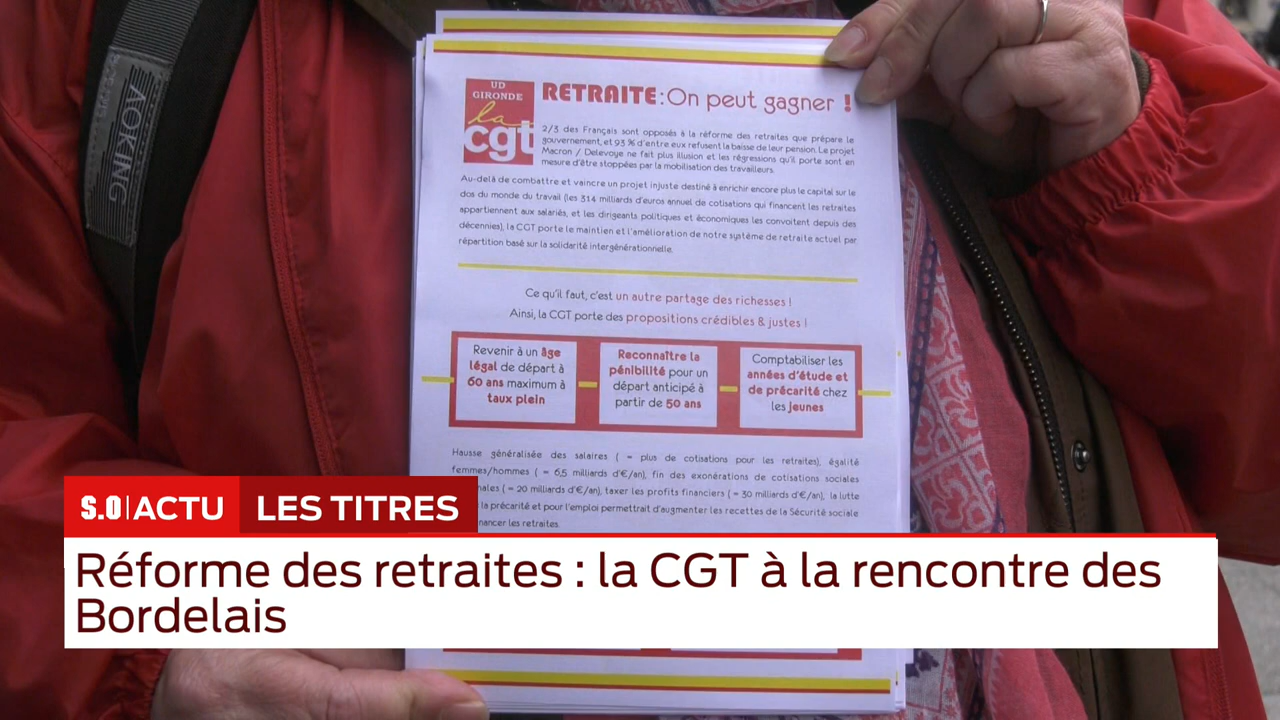 AOKING
UD
GIRONDE
la
cgt
RETRAITE : On peut gagner !
2/3 des Français sont opposés à la réforme des retraites que prépare le
gouvernement, et 93 % d'entre eux refusent la baisse de leur pension. Le projet
Macron / Delevoye ne fait plus illusion et les régressions qu'il porte sont en
mesure d'être stoppées par la mobilisation des travailleurs.
Au-delà de combattre et vaincre un projet injuste destiné à enrichir encore plus le capital sur le
dos du monde du travail (les 314 milliards d'euros annuel de cotisations qui financent les retraites
appartiennent aux salariés, et les dirigeants politiques et économiques les convoitent depuis des
décennies), la CGT porte le maintien et l'amélioration de notre système de retraite actuel par
répartition basé sur la solidarité intergénérationnelle.
Ce qu'il faut, c'est un autre partage des richesses !
Ainsi, la CGT porte des propositions crédibles & justes !
Revenir à un âge
légal de départ à
60 ans maximum à
taux plein
Reconnaître la
pénibilité pour un
départ anticipé à
partir de 50 ans
Comptabiliser les
années d'étude et
de précarité chez
les jeunes
Hausse généralisée des salaires ( = plus de cotisations pour les retraites), égalité
femmes/hommes ( = 6,5 milliards d'€/an), fin des exonérations de cotisations sociales
( = 20 milliards d'€/an), taxer les profits financiers ( = 30 milliards d'€/an), la lutte
la précarité et pour l'emploi permettrait d'augmenter les recettes de la Sécurité sociale
les retraites.
S.O ACTU LES TITRES
Réforme des retraites : la CGT à la rencontre des
Bordelais